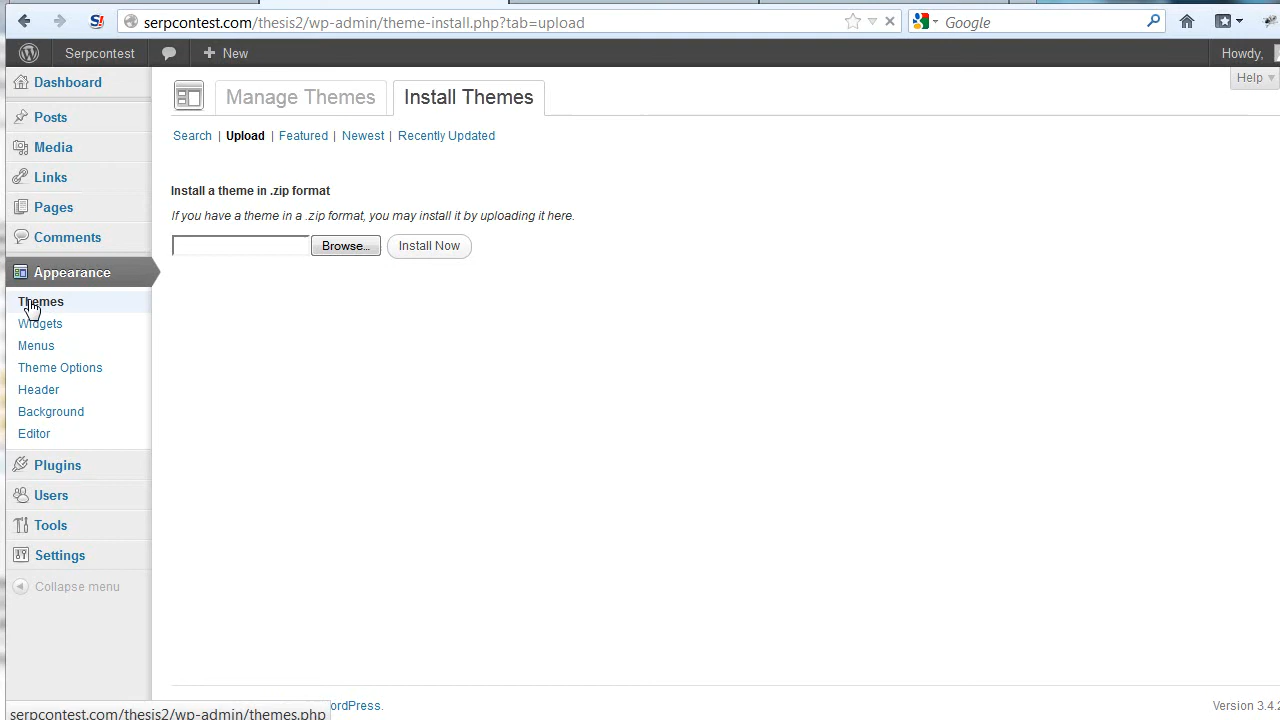 serpcontest.com/thesis2/wp-admin/theme-install.php?tab=upload
Google
Serpcontest
New
Howdy,
Help
Dashboard
Posts
Media
Links
Pages
Comments
Appearance
Themes
Widgets
Menus
Theme Options
Header
Background
Editor
Plugins
Users
Tools
Settings
Collapse menu
Manage Themes
Install Themes
Search | Upload | Featured | Newest | Recently Updated
Install a theme in .zip format
If you have a theme in a .zip format, you may install it by uploading it here.
Browse... Install Now
ordPress.
Version 3.4.2
serpcontest.com/thesis2/wp-admin/themes.php